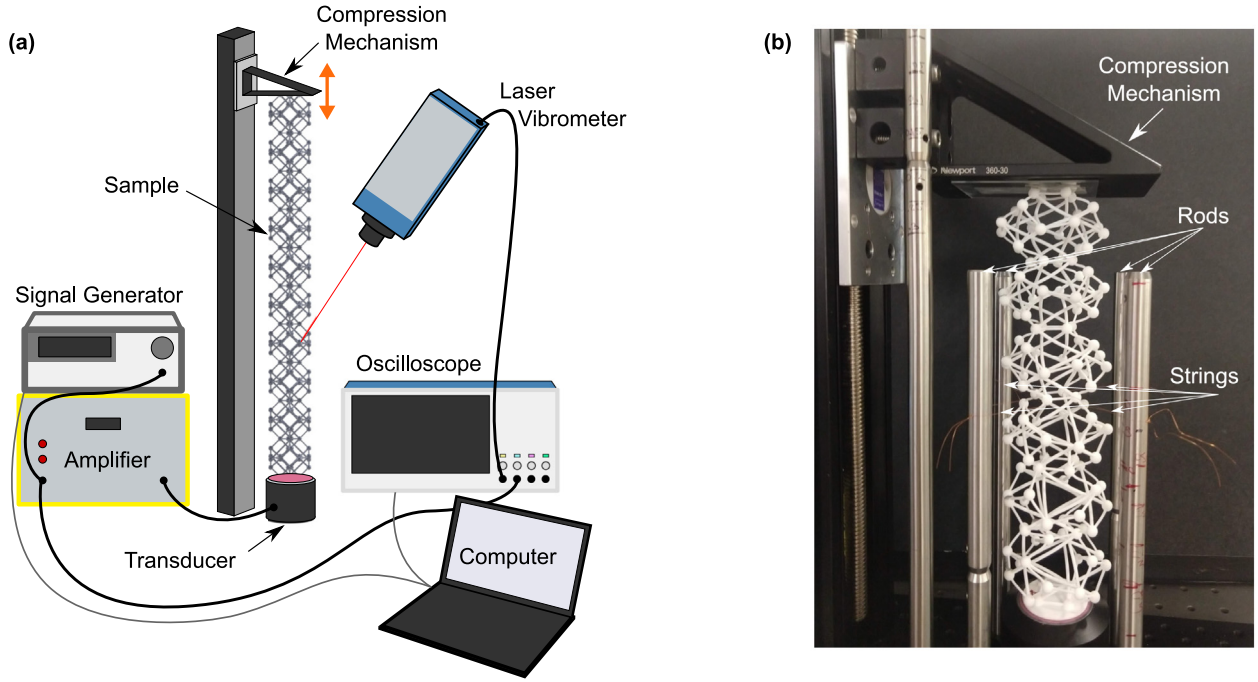 (a)
Compression
Mechanism
Laser
Vibrometer
Sample
Signal Generator
Oscilloscope
Amplifier
Transducer
Computer
(b)
Compression
Mechanism
Newport 360-30
Rods
Strings